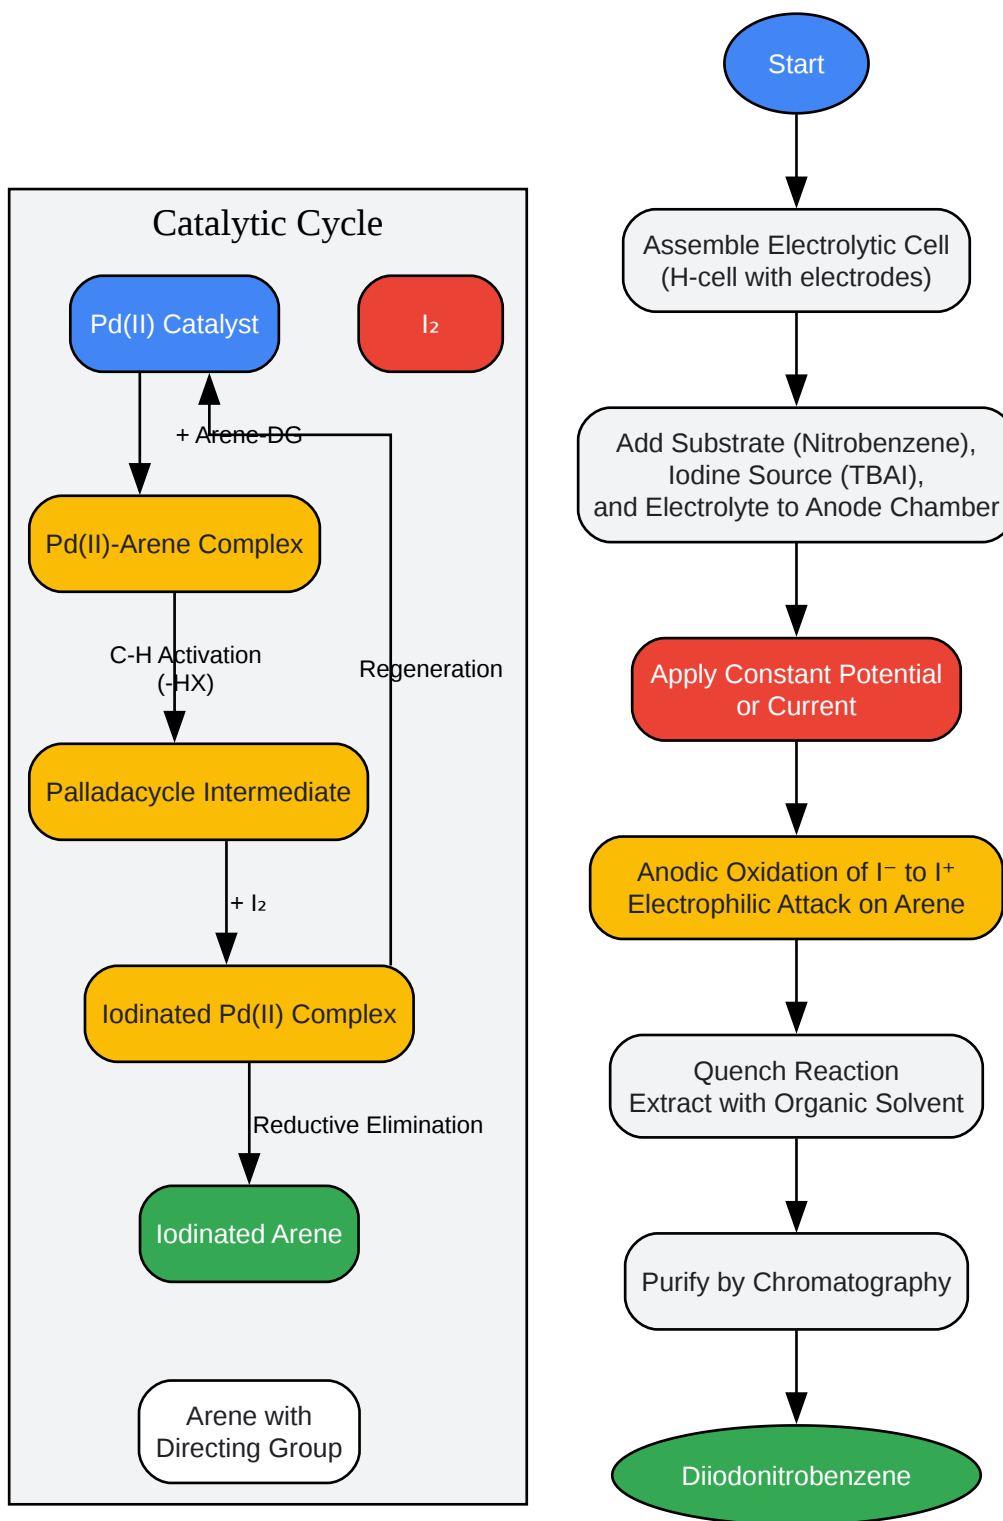 Catalytic Cycle
Pd(II) Catalyst
I₂
+ Arene-DG
Pd(II)-Arene Complex
C-H Activation
(-HX)
Regeneration
Palladacycle Intermediate
+ I₂
Iodinated Pd(II) Complex
Reductive Elimination
Iodinated Arene
Arene with
Directing Group
Start
Assemble Electrolytic Cell
(H-cell with electrodes)
Add Substrate (Nitrobenzene),
Iodine Source (TBAI),
and Electrolyte to Anode Chamber
Apply Constant Potential
or Current
Anodic Oxidation of I⁻ to I⁺
Electrophilic Attack on Arene
Quench Reaction
Extract with Organic Solvent
Purify by Chromatography
Diiodonitrobenzene